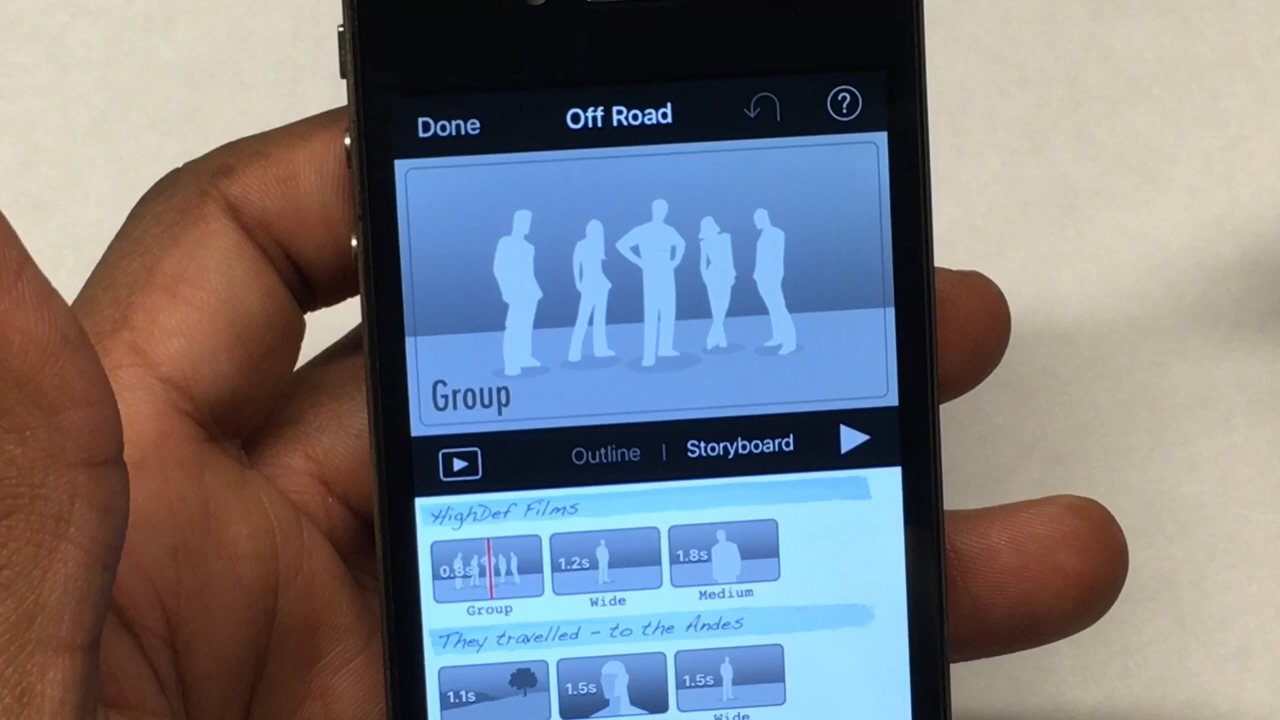 Done Off Road ?
Group
Outline | Storyboard
HighDef Films
0.8s 1.2s 1.8s
Group Wide Medium
They travelled - to the Andes
1.1s 1.5s 1.5s
Wide